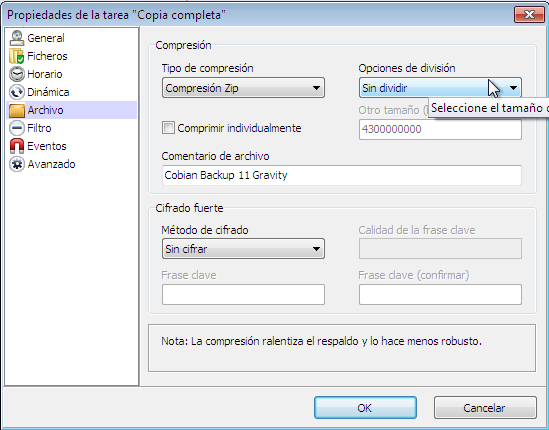 Propiedades de la tarea "Copia completa"
General
Ficheros
Horario
Dinámica
Archivo
Filtro
Eventos
Avanzado
Compresión
Tipo de compresión
Opciones de división
Compresión Zip
Sin dividir
Otro tamaño (
Seleccione el tamaño
Comprimir individualmente
4300000000
Comentario de archivo
Cobian Backup 11 Gravity
Cifrado fuerte
Método de cifrado
Calidad de la frase clave
Sin cifrar
Frase clave
Frase clave (confirmar)
Nota: La compresión ralentiza el respaldo y lo hace menos robusto.
OK
Cancelar